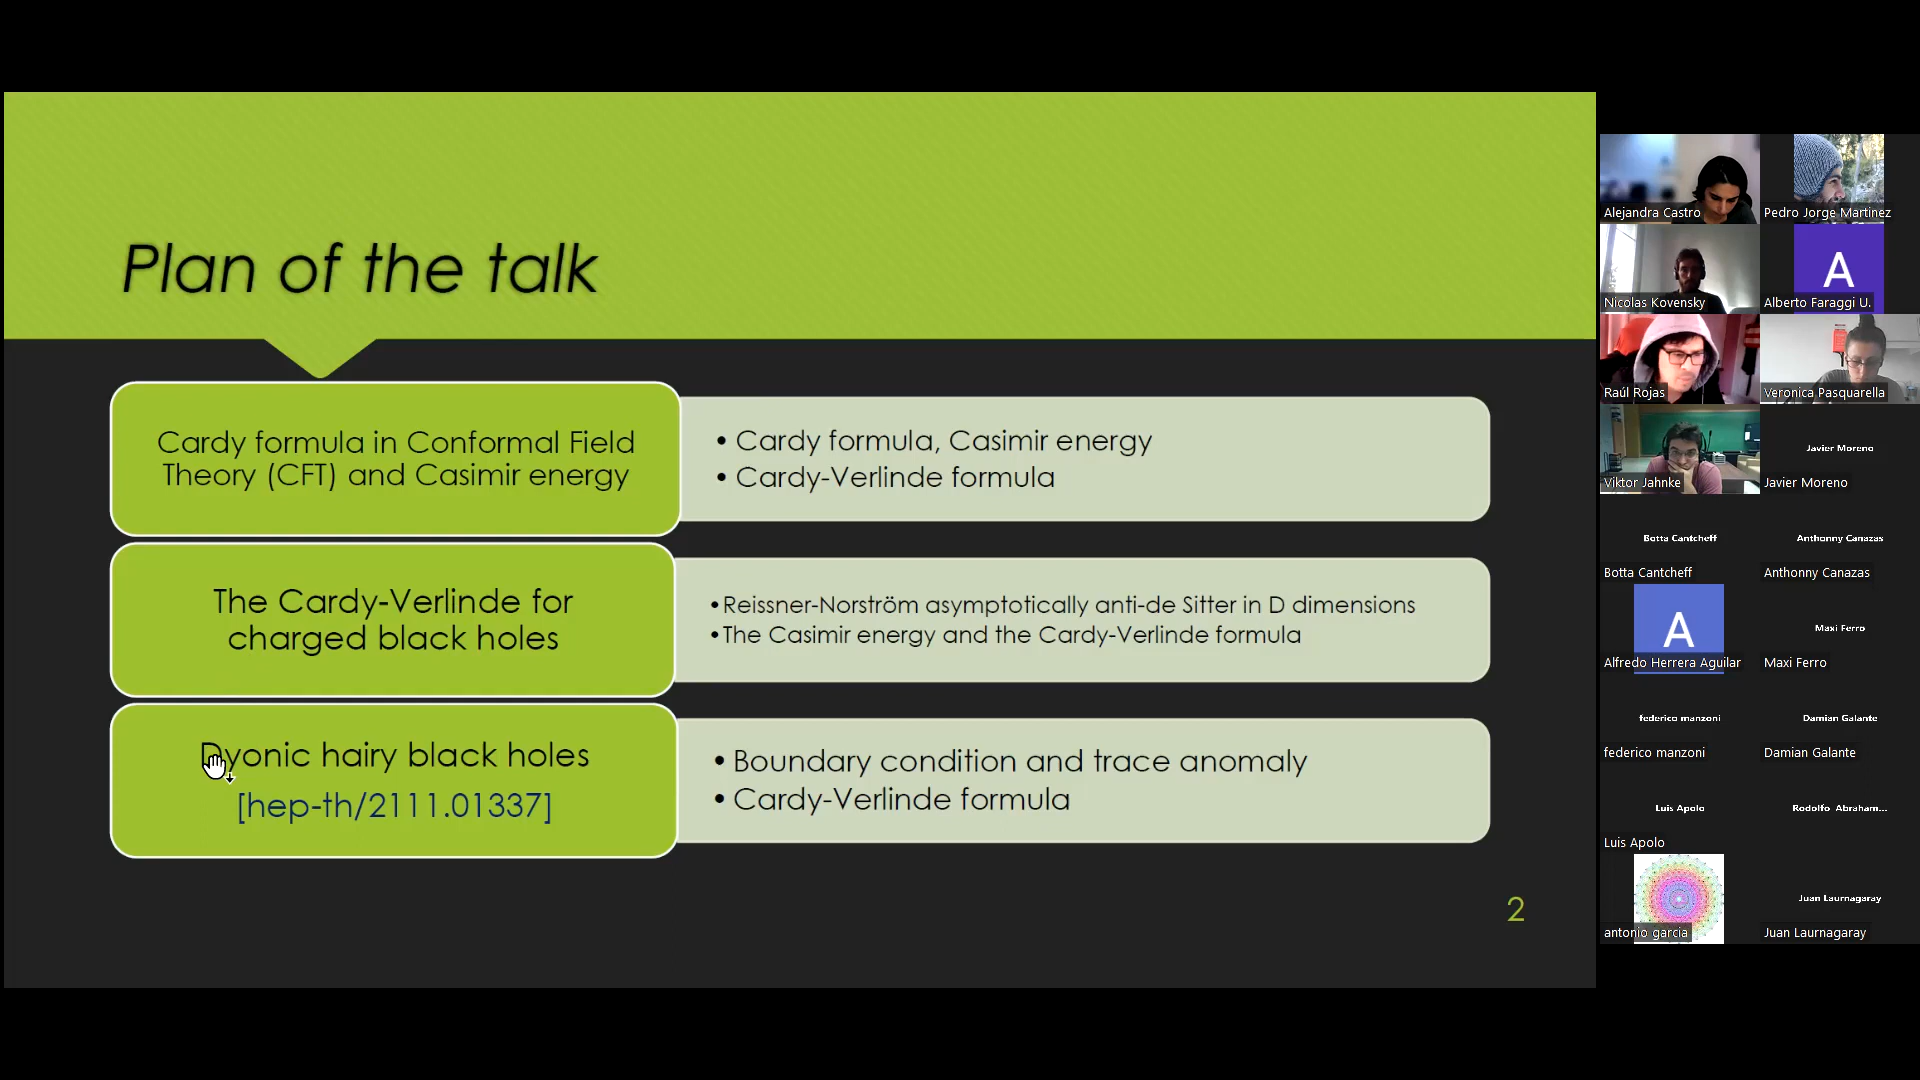 Plan of the talk
Cardy formula in Conformal Field
Theory (CFT) and Casimir energy
• Cardy formula, Casimir energy
• Cardy-Verlinde formula
The Cardy-Verlinde for
charged black holes
• Reissner-Norström asymptotically anti-de Sitter in D dimensions
• The Casimir energy and the Cardy-Verlinde formula
Dyonic hairy black holes
[hep-th/2111.01337]
• Boundary condition and trace anomaly
• Cardy-Verlinde formula
2
Alejandra Castro
Pedro Jorge Martinez
Nicolas Kovensky
A
Alberto Faraggi U.
Raúl Rojas
Veronica Pasquarella
Viktor Jahnke
Javier Moreno
Javier Moreno
Botta Cantcheff
Botta Cantcheff
Anthonny Canazas
Anthonny Canazas
A
Alfredo Herrera Aguilar
Maxi Ferro
Maxi Ferro
federico manzoni
federico manzoni
Damian Galante
Damian Galante
Luis Apolo
Luis Apolo
Rodolfo Abraham...
antonio garcia
Juan Laurnagaray
Juan Laurnagaray